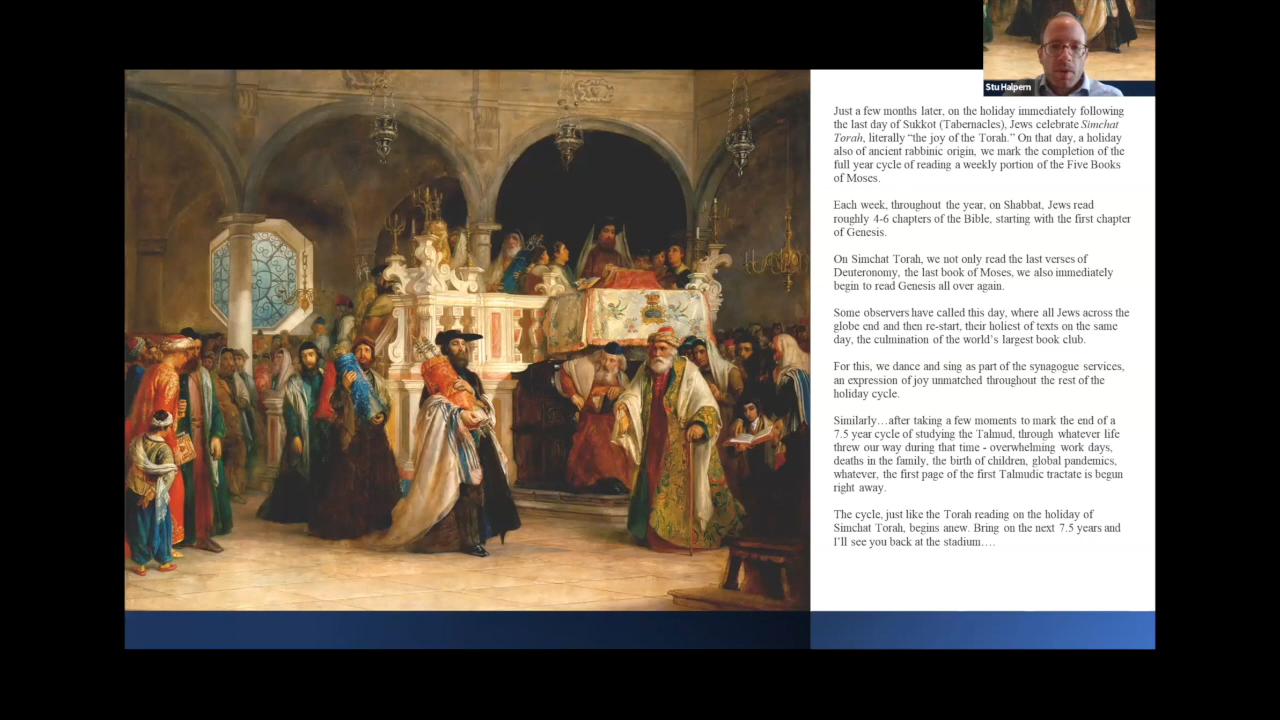 Stu Halpern
Just a few months later, on the holiday immediately following
the last day of Sukkot (Tabernacles), Jews celebrate Simchat
Torah, literally “the joy of the Torah.” On that day, a holiday
also of ancient rabbinic origin, we mark the completion of the
full year cycle of reading a weekly portion of the Five Books
of Moses.
Each week, throughout the year, on Shabbat, Jews read
roughly 4-6 chapters of the Bible, starting with the first chapter
of Genesis.
On Simchat Torah, we not only read the last verses of
Deuteronomy, the last book of Moses, we also immediately
begin to read Genesis all over again.
Some observers have called this day, where all Jews across the
globe end and then re-start, their holiest of texts on the same
day, the culmination of the world’s largest book club.
For this, we dance and sing as part of the synagogue services,
an expression of joy unmatched throughout the rest of the
holiday cycle.
Similarly…after taking a few moments to mark the end of a
7.5 year cycle of studying the Talmud, through whatever life
threw our way during that time - overwhelming work days,
deaths in the family, the birth of children, global pandemics,
whatever, the first page of the first Talmudic tractate is begun
right away.
The cycle, just like the Torah reading on the holiday of
Simchat Torah, begins anew. Bring on the next 7.5 years and
I’ll see you back at the stadium….